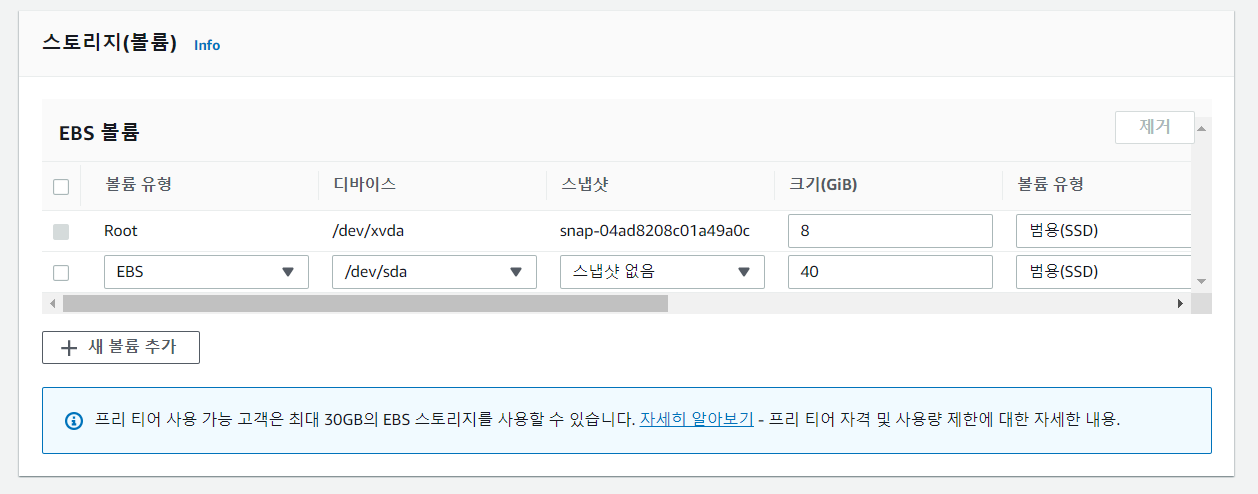 스토리지(볼륨) Info
EBS 볼륨 제거
볼륨 유형 디바이스 스냅샷 크기(GiB) 볼륨 유형
Root /dev/xvda snap-04ad8208c01a49a0c 8 범용(SSD)
EBS /dev/sda 스냅샷 없음 40 범용(SSD)
새 볼륨 추가
프리 티어 사용 가능 고객은 최대 30GB의 EBS 스토리지를 사용할 수 있습니다. 자세히 알아보기 - 프리 티어 자격 및 사용량 제한에 대한 자세한 내용.